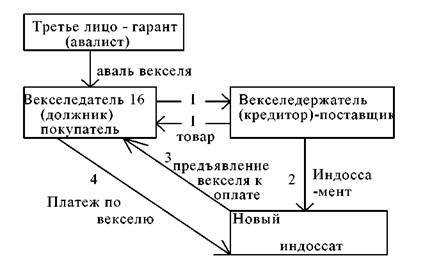 Третье лицо - гарант
(авалист)
аваль векселя
Векселедатель 16
(должник)
покупатель
1
1
товар
Векселедержатель
(кредитор)-поставщик
3
предъявление
векселя к
оплате
2
Индосса
-мент
4
Платеж по
векселю
Новый
индоссат